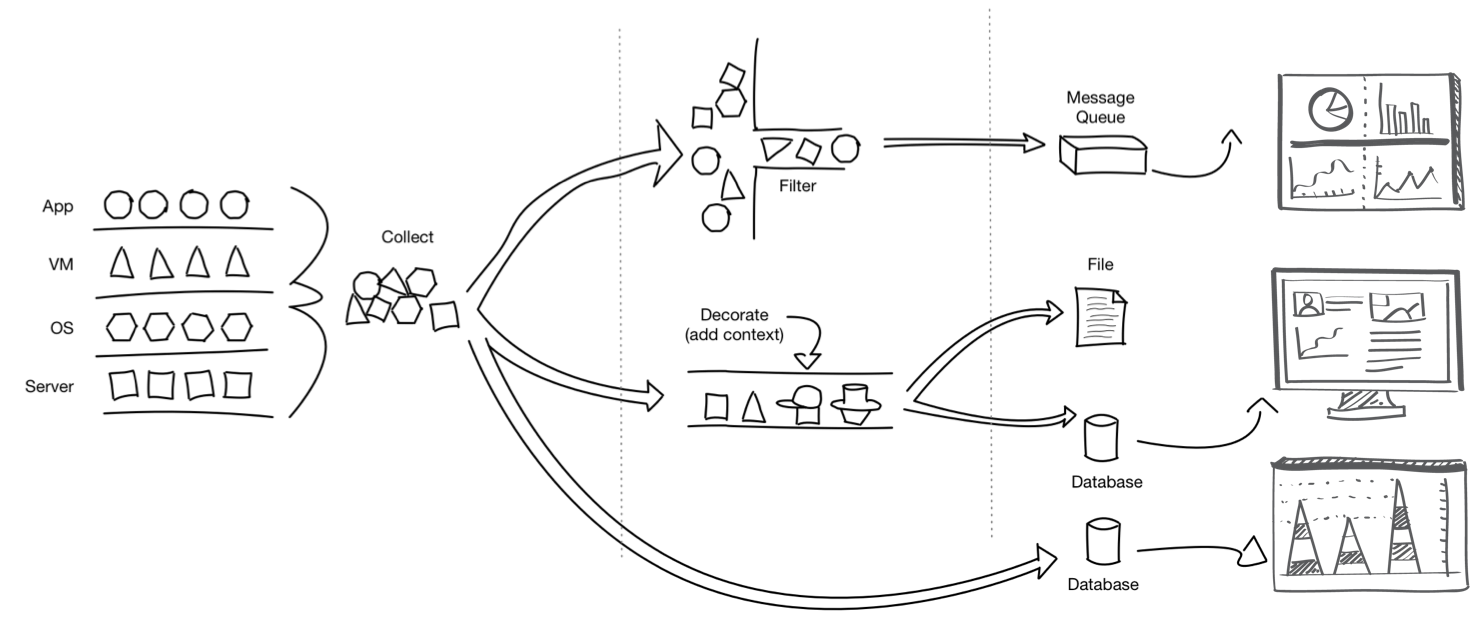 App
VM
OS
Server
Collect
Filter
Decorate
(add context)
Message
Queue
File
Database
Database